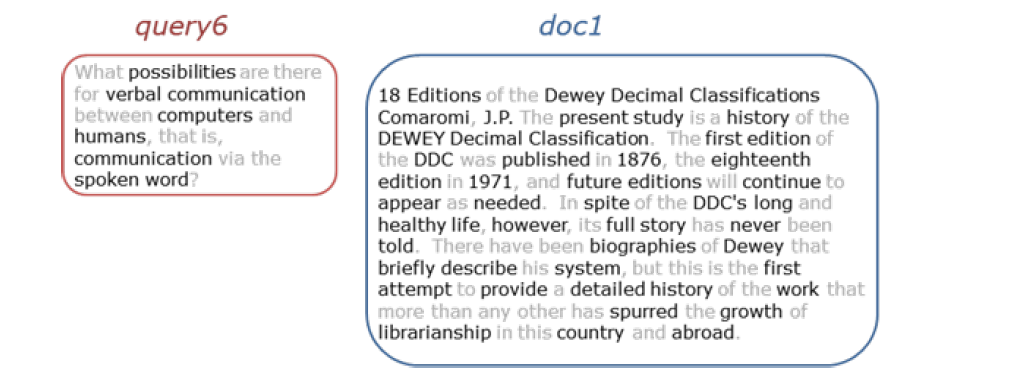 query6
What possibilities are there
for verbal communication
between computers and
humans, that is,
communication via the
spoken word?
doc1
18 Editions of the Dewey Decimal Classifications
Comaromi, J.P. The present study is a history of the
DEWEY Decimal Classification.  The first edition of
the DDC was published in 1876, the eighteenth
edition in 1971, and future editions will continue to
appear as needed.  In spite of the DDC's long and
healthy life, however, its full story has never been
told.  There have been biographies of Dewey that
briefly describe his system, but this is the first
attempt to provide a detailed history of the work that
more than any other has spurred the growth of
librarianship in this country and abroad.